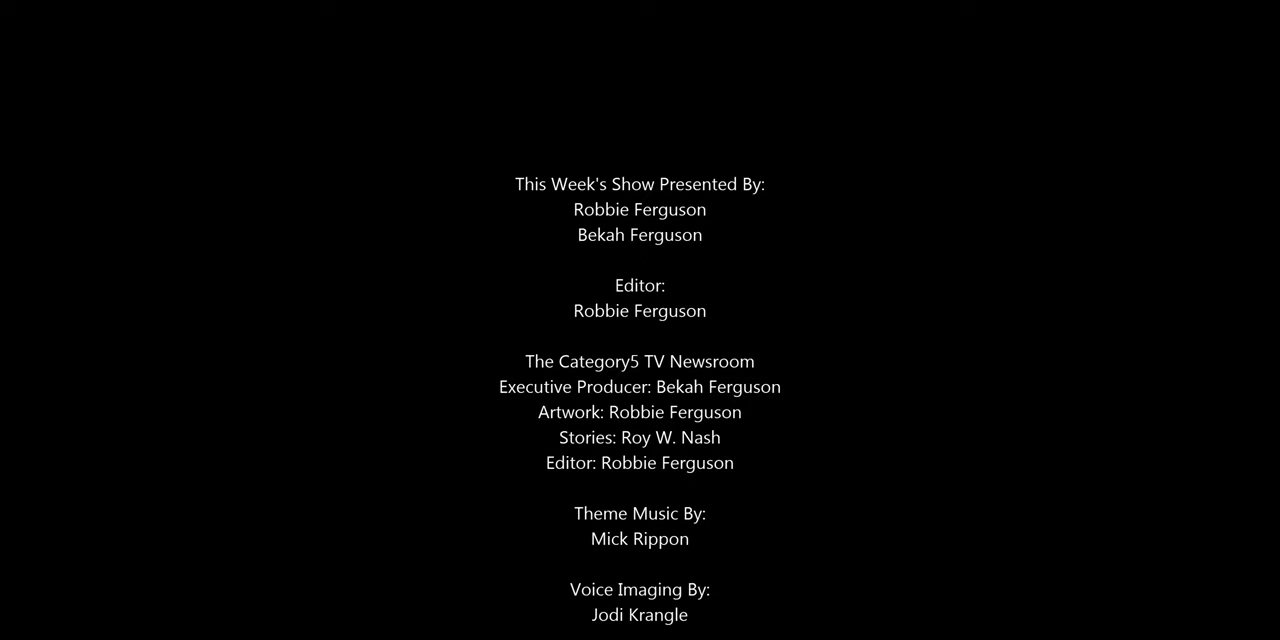 This Week's Show Presented By:
Robbie Ferguson
Bekah Ferguson
Editor:
Robbie Ferguson
The Category5 TV Newsroom
Executive Producer: Bekah Ferguson
Artwork: Robbie Ferguson
Stories: Roy W. Nash
Editor: Robbie Ferguson
Theme Music By:
Mick Rippon
Voice Imaging By:
Jodi Krangle